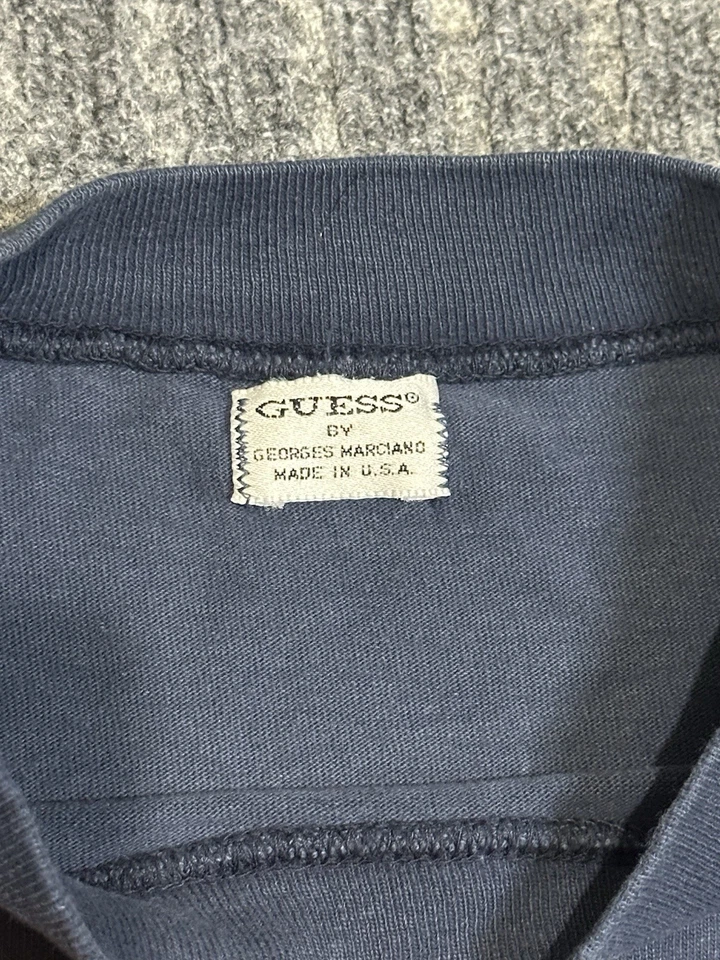 GUESS®
BY
GEORGES MARCIANO
MADE IN U.S.A.